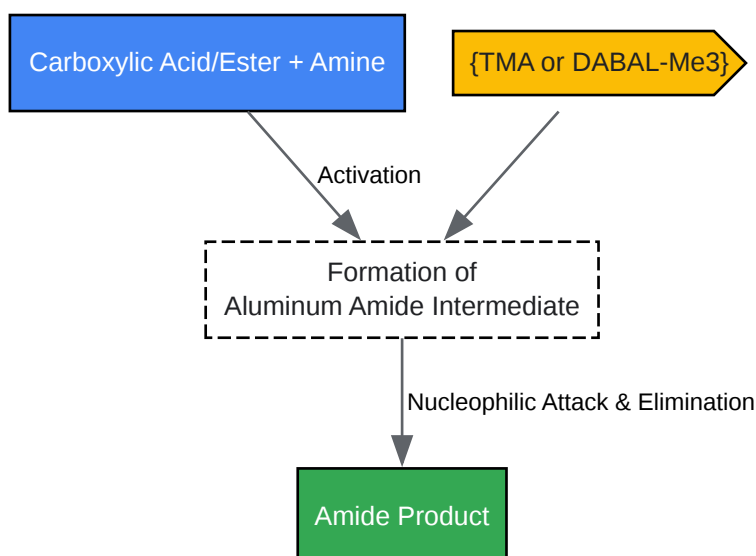 Carboxylic Acid/Ester + Amine
{TMA or DABAL-Me3}
Activation
Formation of
Aluminum Amide Intermediate
Nucleophilic Attack & Elimination
Amide Product